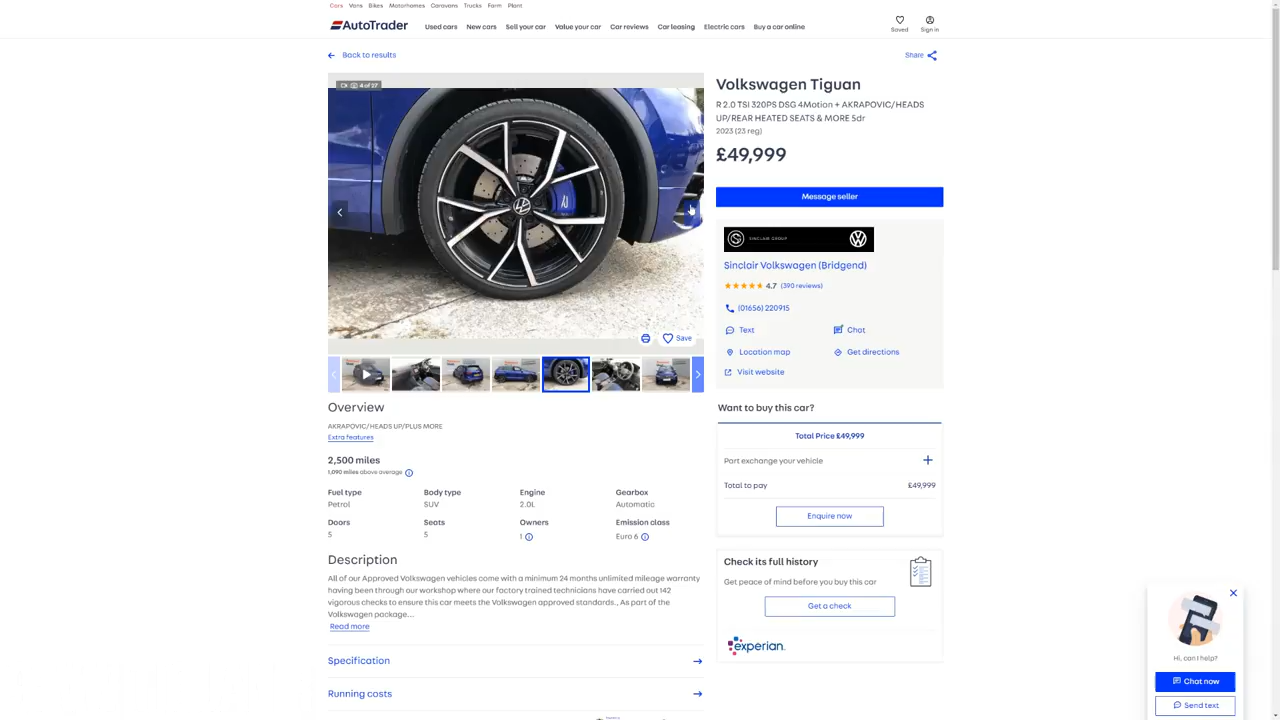 Cars Vans Bikes Motorhomes Caravans Trucks Farm Plant
AutoTrader
Used cars New cars Sell your car Value your car Car reviews Car leasing Electric cars Buy a car online
Saved Sign in
Back to results
Share
4 of 27
Save
Volkswagen Tiguan
R 2.0 TSI 320PS DSG 4Motion + AKRAPOVIC/HEADS
UP/REAR HEATED SEATS & MORE 5dr
2023 (23 reg)
£49,999
Message seller
SINCLAIR GROUP
Sinclair Volkswagen (Bridgend)
4.7 (390 reviews)
(01656) 220915
Text Chat
Location map Get directions
Visit website
Overview
AKRAPOVIC/HEADS UP/PLUS MORE
Extra features
2,500 miles
1,090 miles above average
Fuel type Body type Engine Gearbox
Petrol SUV 2.0L Automatic
Doors Seats Owners Emission class
5 5 1 Euro 6
Description
All of our Approved Volkswagen vehicles come with a minimum 24 months unlimited mileage warranty
having been through our workshop where our factory trained technicians have carried out 142
vigorous checks to ensure this car meets the Volkswagen approved standards., As part of the
Volkswagen package...
Read more
Specification
Running costs
Want to buy this car?
Total Price £49,999
Part exchange your vehicle
Total to pay £49,999
Enquire now
Check its full history
Get peace of mind before you buy this car
Get a check
experian.
Hi, can I help?
Chat now
Send text